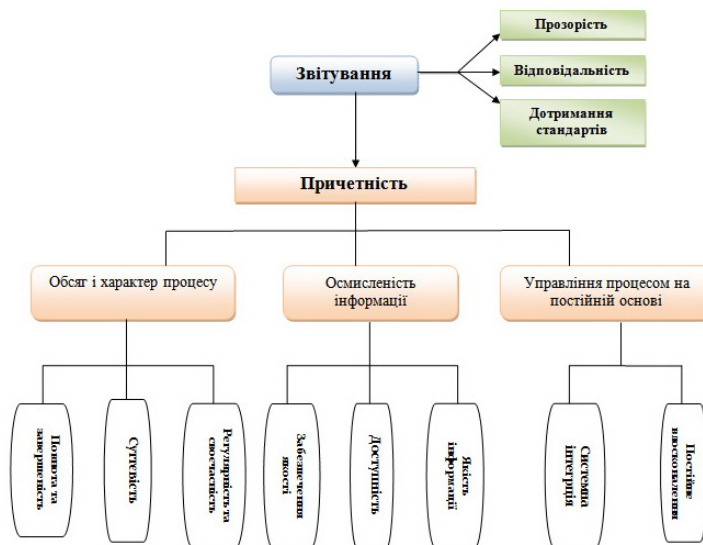 Прозорість
Звітування
Відповідальність
Дотримання
стандартів
Причетність
Обсяг і характер процесу
Осмисленість
інформації
Управління процесом на
постійній основі
Повнота та
завершеність
Суттєвість
Регулярність та
своєчасність
Забезпечення
якості
Доступність
Якість
інформації
Системна
інтеграція
Постійне
вдосконалення